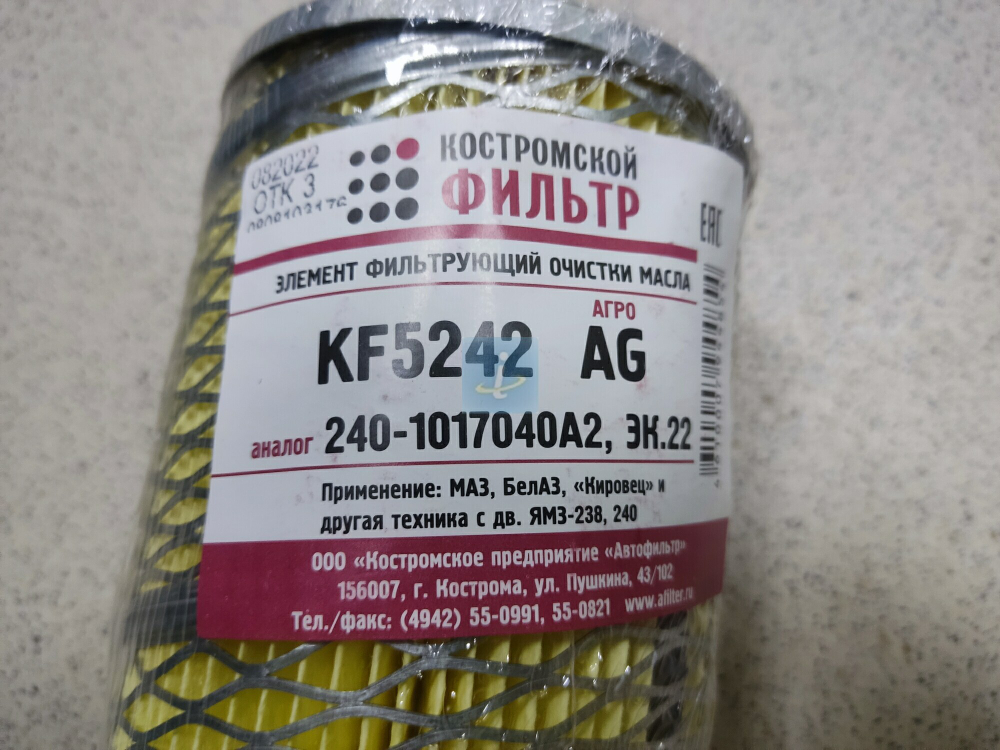 082022
ОТК 3
КОСТРОМСКОЙ
ФИЛЬТР
ЕАС
ЭЛЕМЕНТ ФИЛЬТРУЮЩИЙ ОЧИСТКИ МАСЛА
АГРО
KF5242 AG
аналог 240-1017040А2, ЭК.22
Применение: МАЗ, БелАЗ, «Кировец» и
другая техника с дв. ЯМЗ-238, 240
ООО «Костромское предприятие «Автофильтр»
156007, г. Кострома, ул. Пушкина, 43/102
Тел./факс: (4942) 55-0991, 55-0821 www.afilter.ru